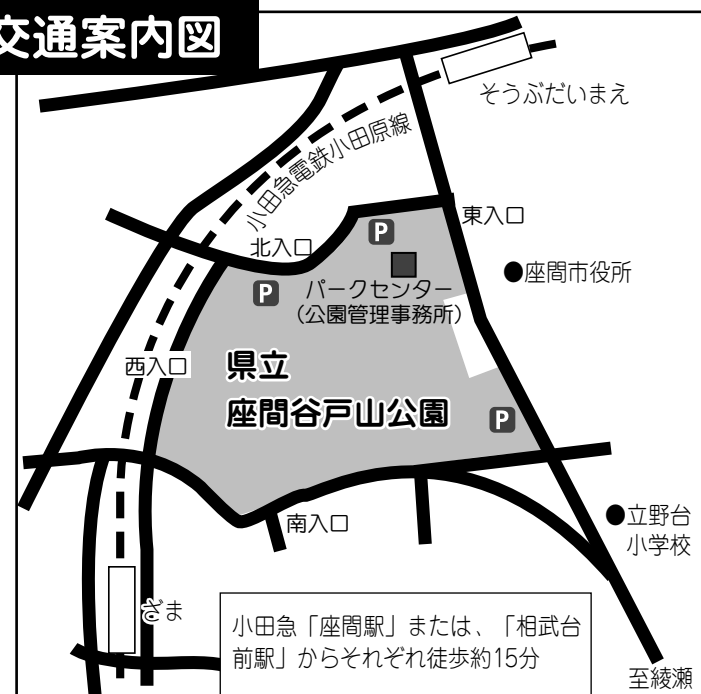 交通案内図
そうぶだいまえ
小田急電鉄小田原線
東入口
北入口
P
●座間市役所
P
パークセンター
（公園管理事務所）
西入口
県立
座間谷戸山公園
P
●立野台
小学校
南入口
ざま
小田急「座間駅」または、「相武台
前駅」からそれぞれ徒歩約15分
至綾瀬